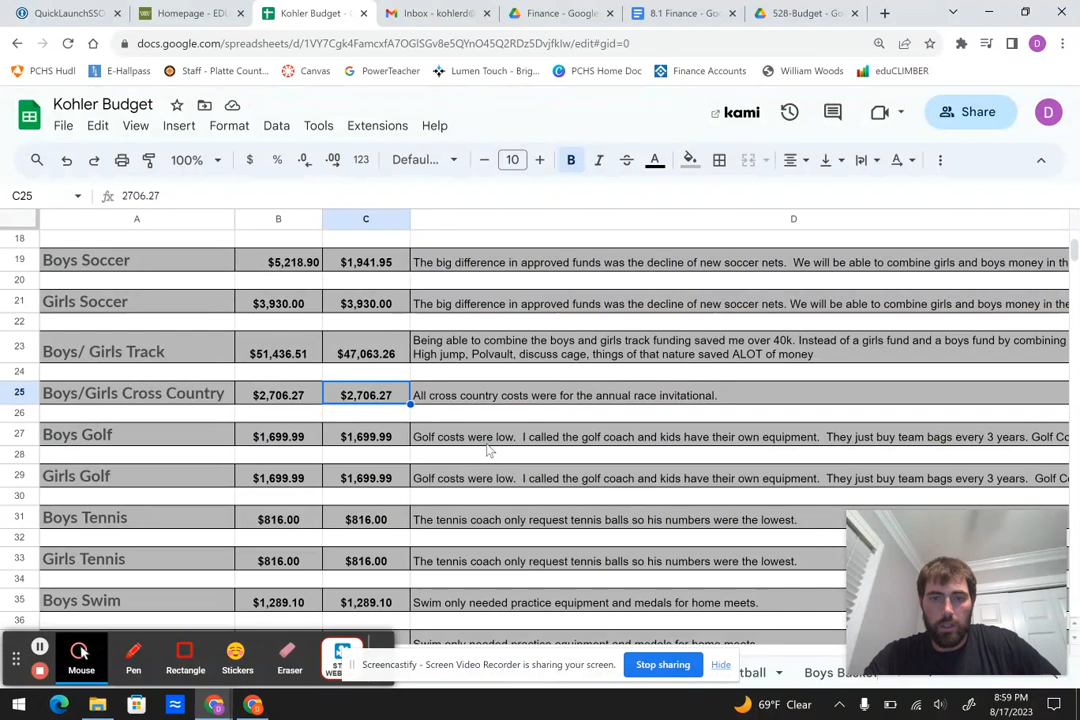 QuickLaunchSSO
Homepage - EDU
Kohler Budget - G
Inbox - kohlerd@
Finance - Google
8.1 Finance - Goo
528-Budget - Goo
docs.google.com/spreadsheets/d/1VY7Cgk4FamcxfA7OGlSGv8e5QYnO45Q2RDz5Dvjfklw/edit#gid=0
PCHS Hudl
E-Hallpass
Staff - Platte Count...
Canvas
PowerTeacher
Lumen Touch - Brig...
PCHS Home Doc
Finance Accounts
William Woods
eduCLIMBER
Kohler Budget
File Edit View Insert Format Data Tools Extensions Help
kami
Share
D
100% $ % .0 .00 123 Defaul... 10 B I A
C25 fx 2706.27
A B C D
18
19 Boys Soccer $5,218.90 $1,941.95 The big difference in approved funds was the decline of new soccer nets. We will be able to combine girls and boys money in th
20
21 Girls Soccer $3,930.00 $3,930.00 The big difference in approved funds was the decline of new soccer nets. We will be able to combine girls and boys money in the
22
23 Boys/ Girls Track $51,436.51 $47,063.26 Being able to combine the boys and girls track funding saved me over 40k. Instead of a girls fund and a boys fund by combining
High jump, Polvault, discuss cage, things of that nature saved ALOT of money
24
25 Boys/Girls Cross Country $2,706.27 $2,706.27 All cross country costs were for the annual race invitational.
26
27 Boys Golf $1,699.99 $1,699.99 Golf costs were low. I called the golf coach and kids have their own equipment. They just buy team bags every 3 years. Golf Co
28
29 Girls Golf $1,699.99 $1,699.99 Golf costs were low. I called the golf coach and kids have their own equipment. They just buy team bags every 3 years. Golf C
30
31 Boys Tennis $816.00 $816.00 The tennis coach only request tennis balls so his numbers were the lowest.
32
33 Girls Tennis $816.00 $816.00 The tennis coach only request tennis balls so his numbers were the lowest.
34
35 Boys Swim $1,289.10 $1,289.10 Swim only needed practice equipment and medals for home meets.
36
Swim only needed practice equipment and medals for home meets.
Mouse Pen Rectangle Stickers Eraser
Screencastify - Screen Video Recorder is sharing your screen. Stop sharing Hide
tball Boys Bask
69°F Clear
8:59 PM
8/17/2023